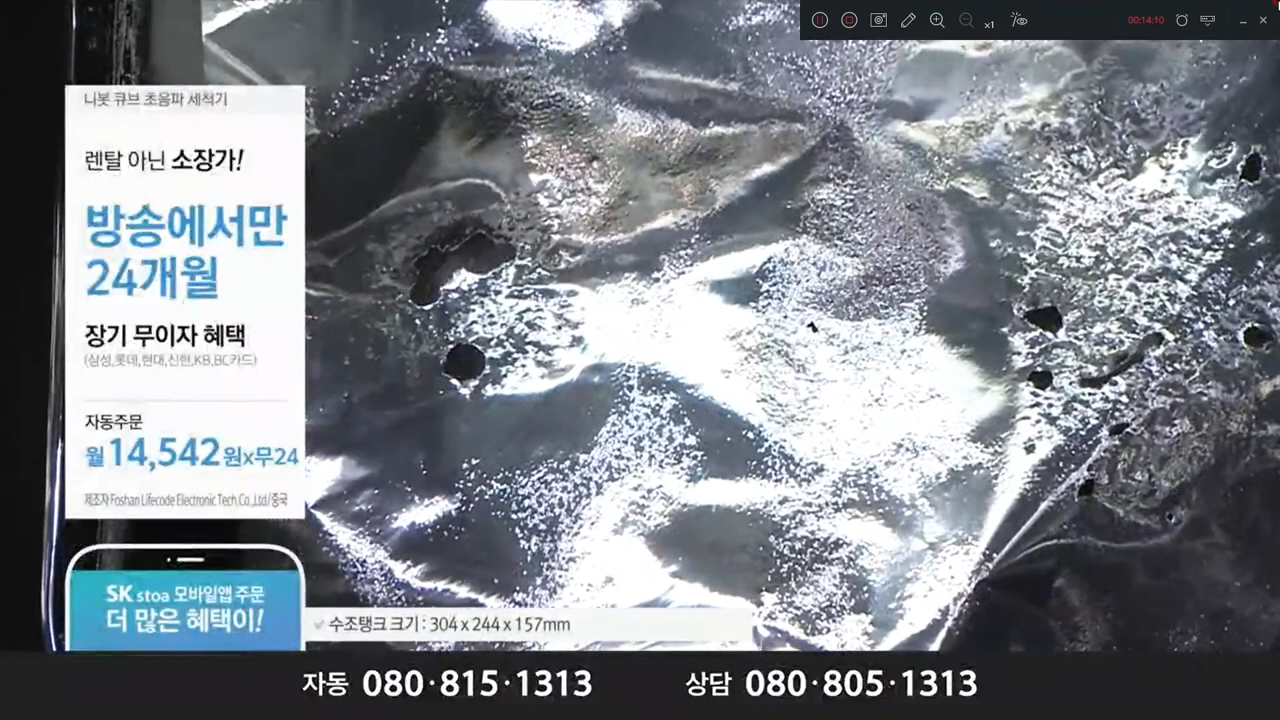 x1
00:14:10
니봇 큐브 초음파 세척기
렌탈 아닌 소장가!
방송에서만
24개월
장기 무이자 혜택
(삼성,롯데,현대,신한,KB,BC카드)
자동주문
월 14,542원x무24
제조자 Foshan Lifecode Electronic Tech Co.,Ltd/중국
SK stoa 모바일앱 주문
더 많은 혜택이!
수조탱크 크기 : 304 x 244 x 157mm
자동 080·815·1313 상담 080·805·1313